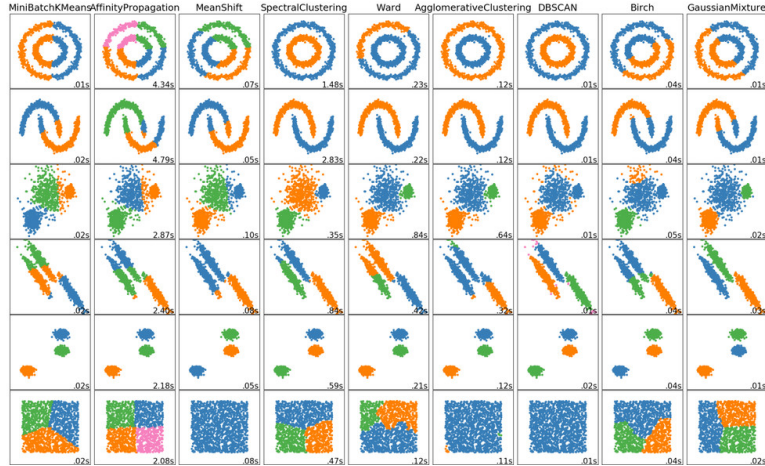 MiniBatchKMeans AffinityPropagation MeanShift SpectralClustering Ward AgglomerativeClustering DBSCAN Birch GaussianMixture
.01s 4.34s .07s 1.48s .23s .12s .01s .04s .01s
.02s 4.79s .05s 2.83s .22s .12s .01s .04s .01s
.02s 2.87s .10s .35s .84s .64s .01s .05s .02s
.02s 2.40s .08s .84s .42s .32s .01s .04s .03s
.02s 2.18s .05s .59s .21s .12s .02s .04s .01s
.02s 2.08s .08s .47s .12s .11s .01s .04s .02s